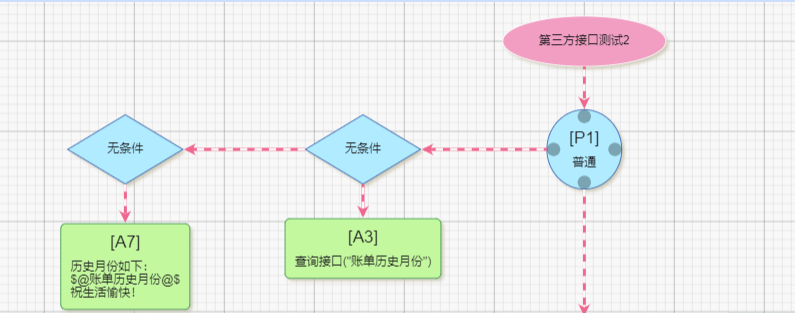 第三方接口测试2
[P1]
普通
无条件
无条件
[A3]
查询接口("账单历史月份")
[A7]
历史月份如下：
$@账单历史月份@$
祝生活愉快！